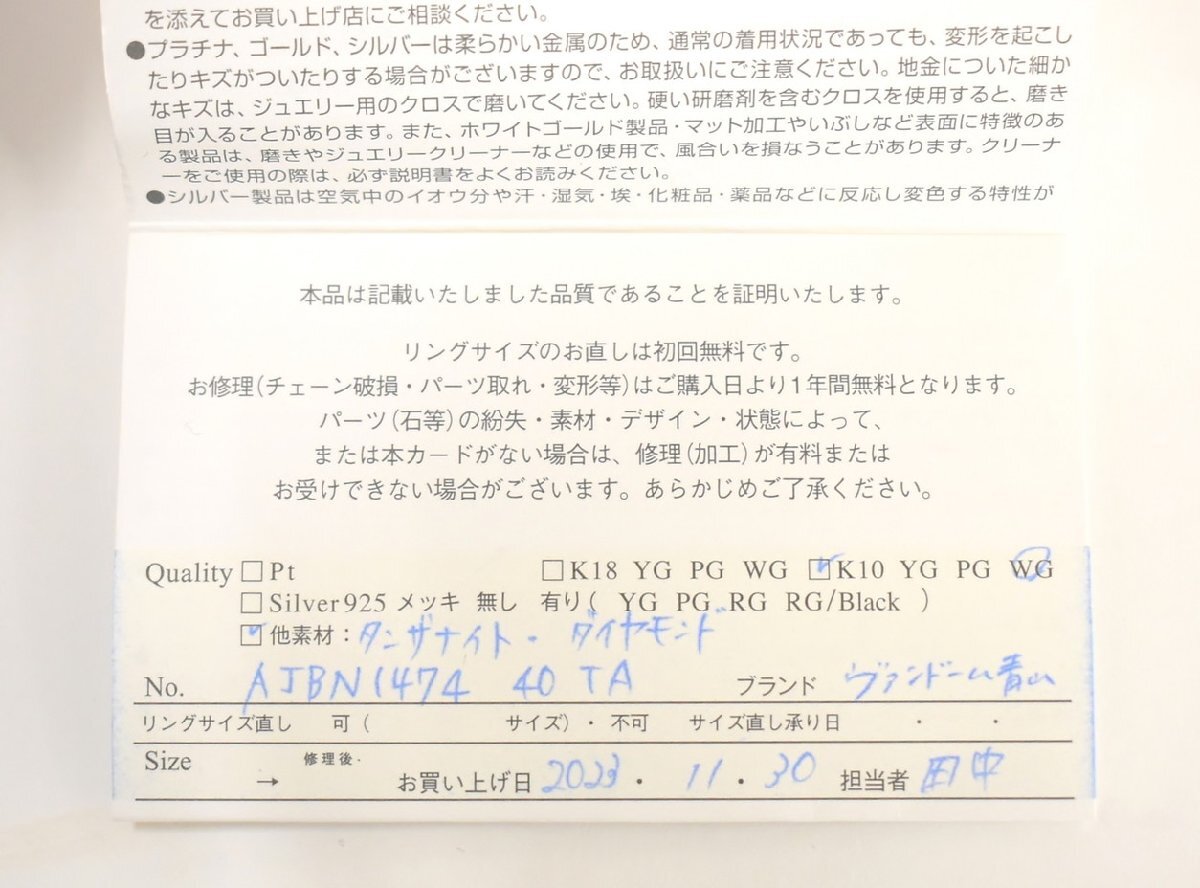 を添えてお買い上げ店にご相談ください。
●プラチナ、ゴールド、シルバーは柔らかい金属のため、通常の着用状況であっても、変形を起こし
たりキズがついたりする場合がございますので、お取扱いにご注意ください。地金についた細か
なキズは、ジュエリー用のクロスで磨いてください。硬い研磨剤を含むクロスを使用すると、磨き
目が入ることがあります。また、ホワイトゴールド製品・マット加工やいぶしなど表面に特徴のあ
る製品は、磨きやジュエリークリーナーなどの使用で、風合いを損なうことがあります。クリーナ
ーをご使用の際は、必ず説明書をよくお読みください。
●シルバー製品は空気中のイオウ分や汗・湿気・埃・化粧品・薬品などに反応し変色する特性が
本品は記載いたしました品質であることを証明いたします。
リングサイズのお直しは初回無料です。
お修理(チェーン破損・パーツ取れ・変形等)はご購入日より1年間無料となります。
パーツ(石等)の紛失・素材・デザイン・状態によって、
または本カードがない場合は、修理(加工)が有料または
お受けできない場合がございます。あらかじめご了承ください。
Quality □Pt □K18 YG PG WG ☑K10 YG PG WG
□Silver925 メッキ 無し 有り( YG PG RG RG/Black )
☑他素材:タンザナイト・ダイヤモンド
No. AJBN1474 40 TA ブランド ヴァンドーム青山
リングサイズ直し 可( サイズ)・不可 サイズ直し承り日 ・ ・
Size → 修理後・ お買い上げ日 2023・11・30 担当者 田中